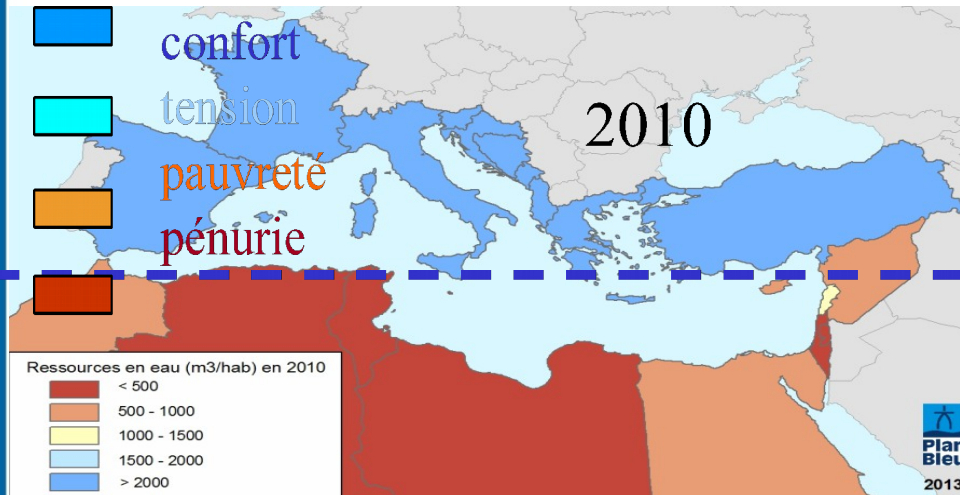 confort
tension
2010
pauvreté
pénurie
Ressources en eau (m3/hab) en 2010
< 500
500 - 1000
1000 - 1500
1500 - 2000
> 2000
Plan
Bleu
2013